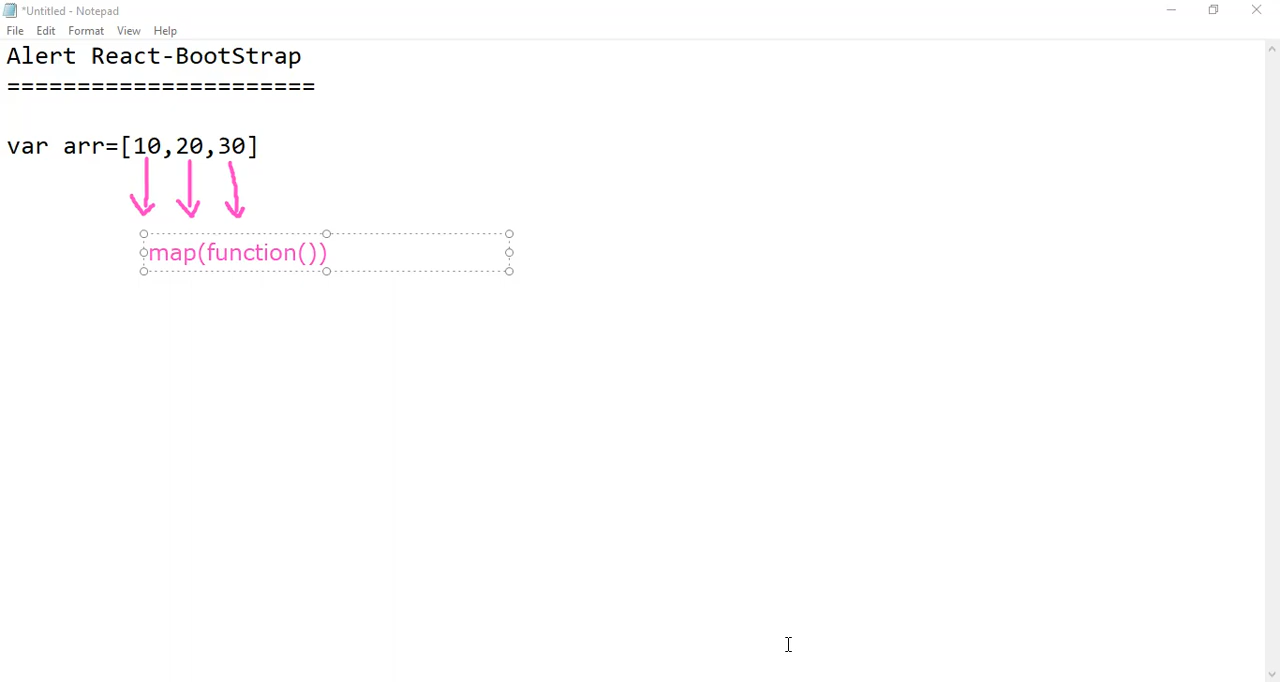 *Untitled - Notepad
File Edit Format View Help
Alert React-BootStrap
======================
var arr=[10,20,30]
map(function())